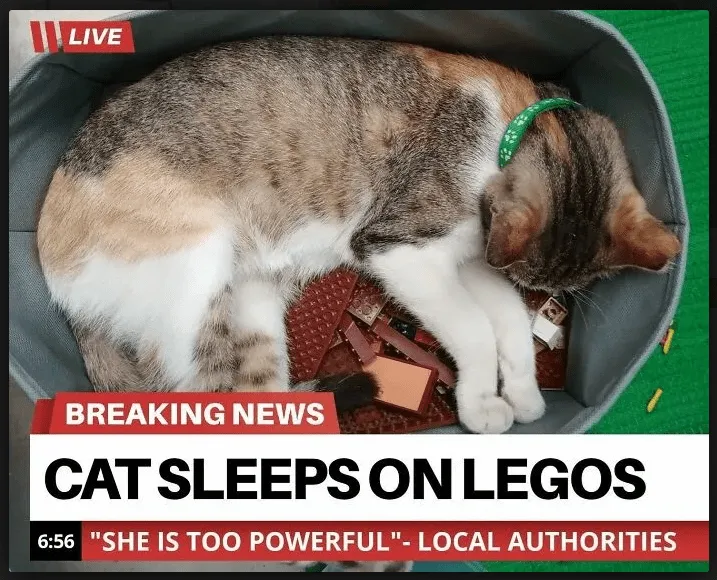 LIVE
BREAKING NEWS
CAT SLEEPS ON LEGOS
6:56 "SHE IS TOO POWERFUL"- LOCAL AUTHORITIES